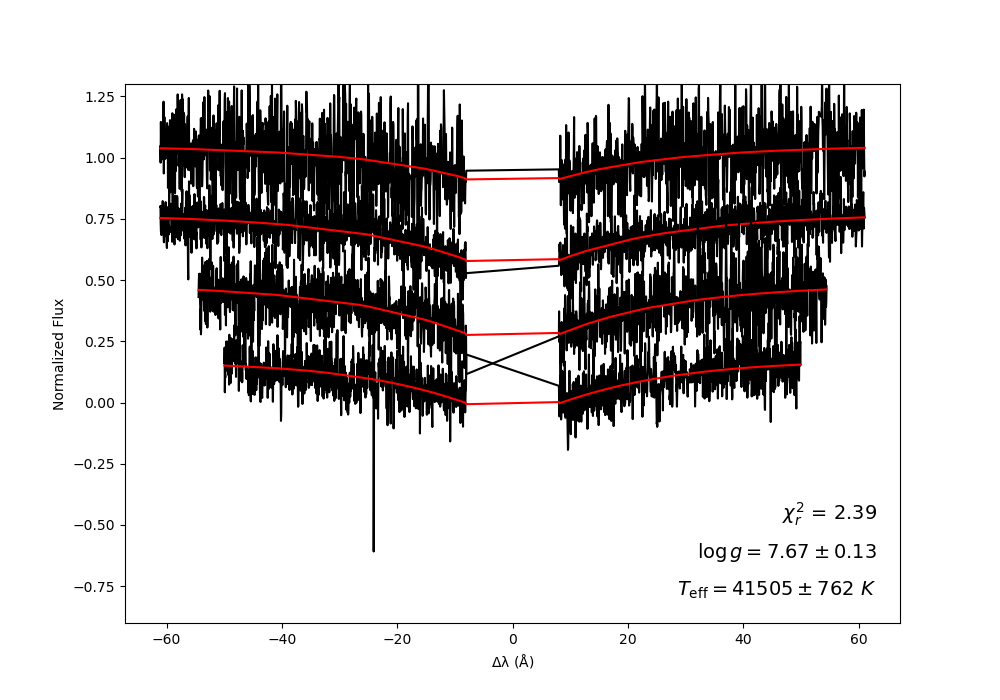 1.25
1.00
0.75
0.50
0.25
0.00
−0.25
−0.50
−0.75
Normalized Flux
χ²ᵣ = 2.39
log g = 7.67 ± 0.13
T_eff = 41505 ± 762 K
−60 −40 −20 0 20 40 60
Δλ (Å)